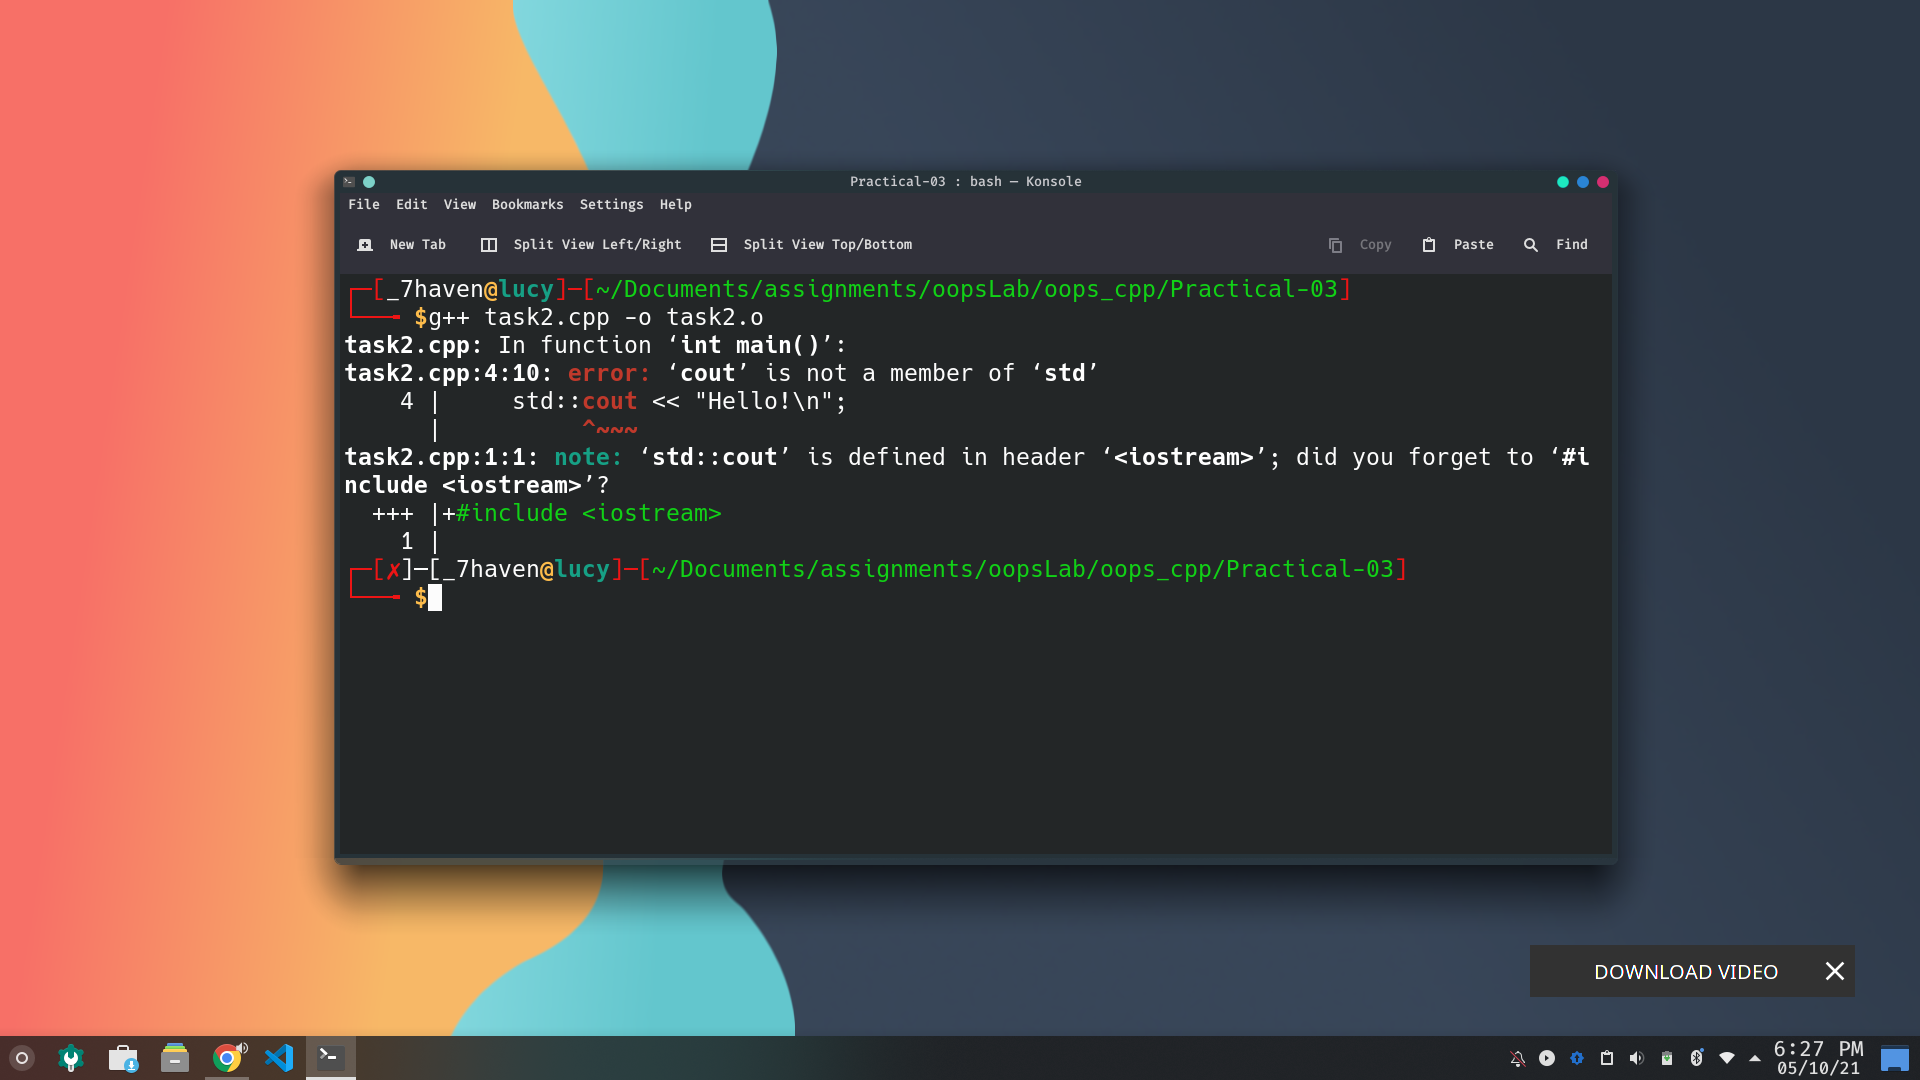 Practical-03 : bash — Konsole
File Edit View Bookmarks Settings Help
New Tab Split View Left/Right Split View Top/Bottom Copy Paste Find
┌─[_7haven@lucy]─[~/Documents/assignments/oopsLab/oops_cpp/Practical-03]
└──╼ $g++ task2.cpp -o task2.o
task2.cpp: In function ‘int main()’:
task2.cpp:4:10: error: ‘cout’ is not a member of ‘std’
    4 |     std::cout << "Hello!\n";
      |          ^~~~
task2.cpp:1:1: note: ‘std::cout’ is defined in header ‘<iostream>’; did you forget to ‘#i
nclude <iostream>’?
  +++ |+#include <iostream>
    1 |
┌─[✗]─[_7haven@lucy]─[~/Documents/assignments/oopsLab/oops_cpp/Practical-03]
└──╼ $
DOWNLOAD VIDEO
6:27 PM
05/10/21